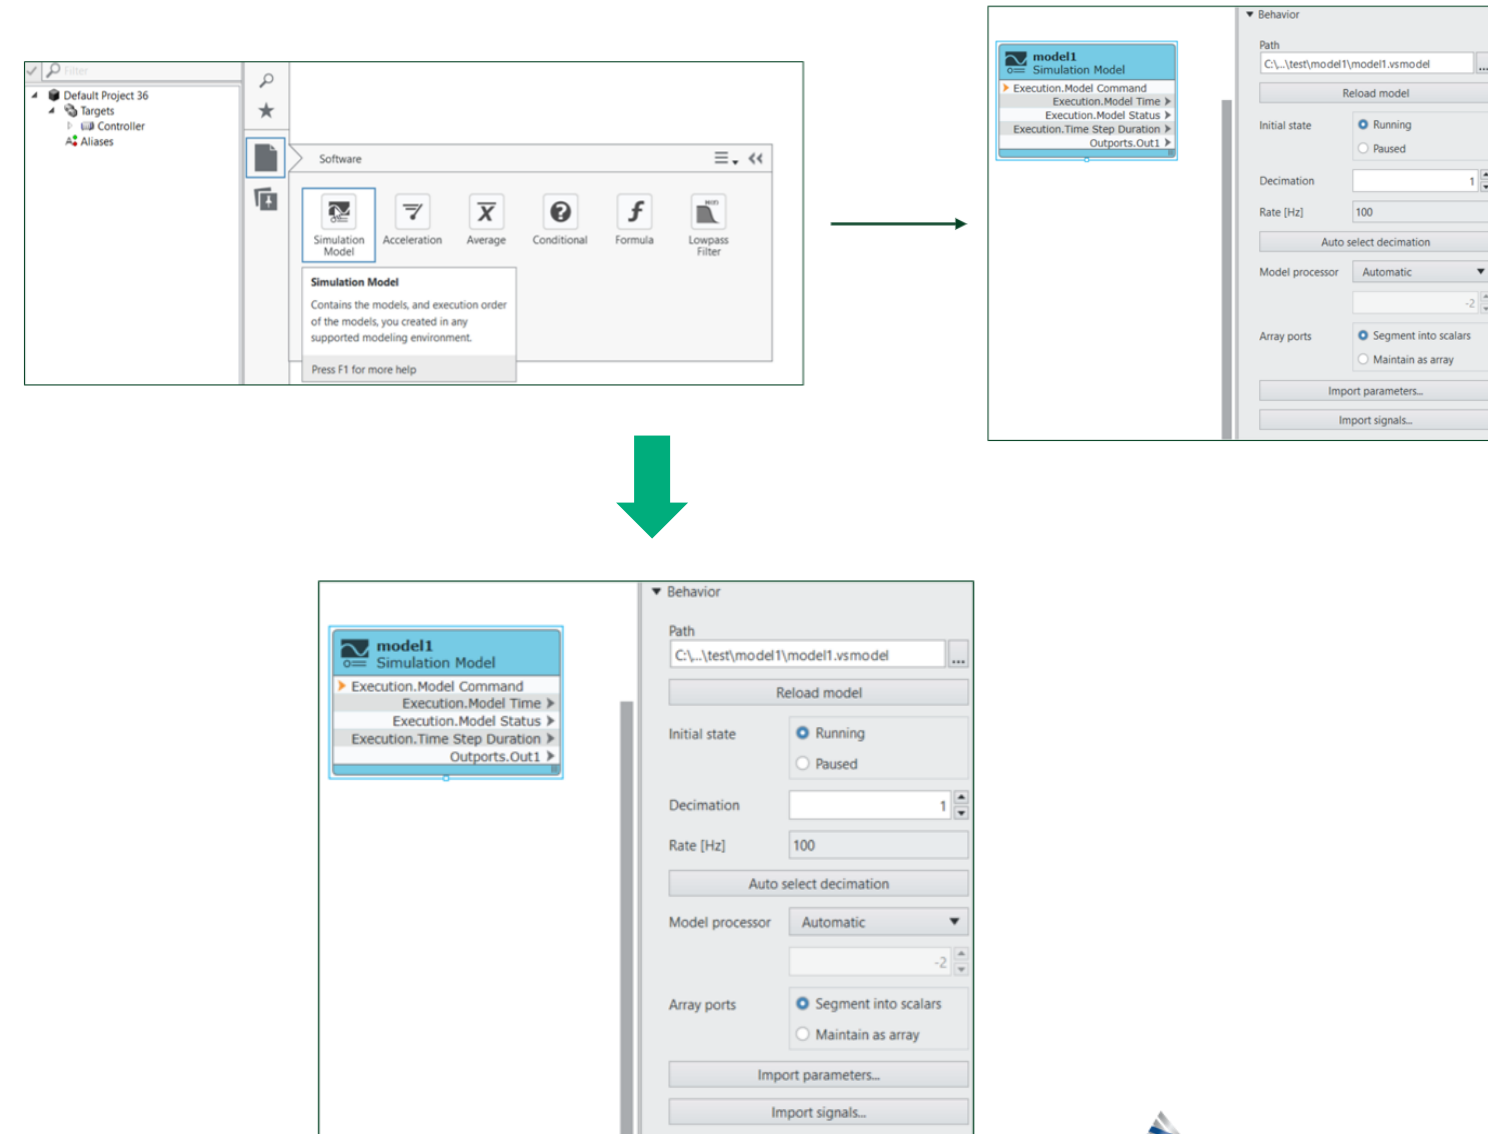 Filter
Default Project 36
Targets
Controller
Aliases
Software
Simulation Model
Acceleration
Average
Conditional
Formula
Lowpass Filter
Simulation Model
Contains the models, and execution order
of the models, you created in any
supported modeling environment.
Press F1 for more help
Behavior
model1
Simulation Model
Execution.Model Command
Execution.Model Time
Execution.Model Status
Execution.Time Step Duration
Outports.Out1
Path
C:\...\test\model1\model1.vsmodel
...
Reload model
Initial state
Running
Paused
Decimation
1
Rate [Hz]
100
Auto select decimation
Model processor
Automatic
-2
Array ports
Segment into scalars
Maintain as array
Import parameters...
Import signals...
Behavior
model1
Simulation Model
Execution.Model Command
Execution.Model Time
Execution.Model Status
Execution.Time Step Duration
Outports.Out1
Path
C:\...\test\model1\model1.vsmodel
...
Reload model
Initial state
Running
Paused
Decimation
1
Rate [Hz]
100
Auto select decimation
Model processor
Automatic
-2
Array ports
Segment into scalars
Maintain as array
Import parameters...
Import signals...